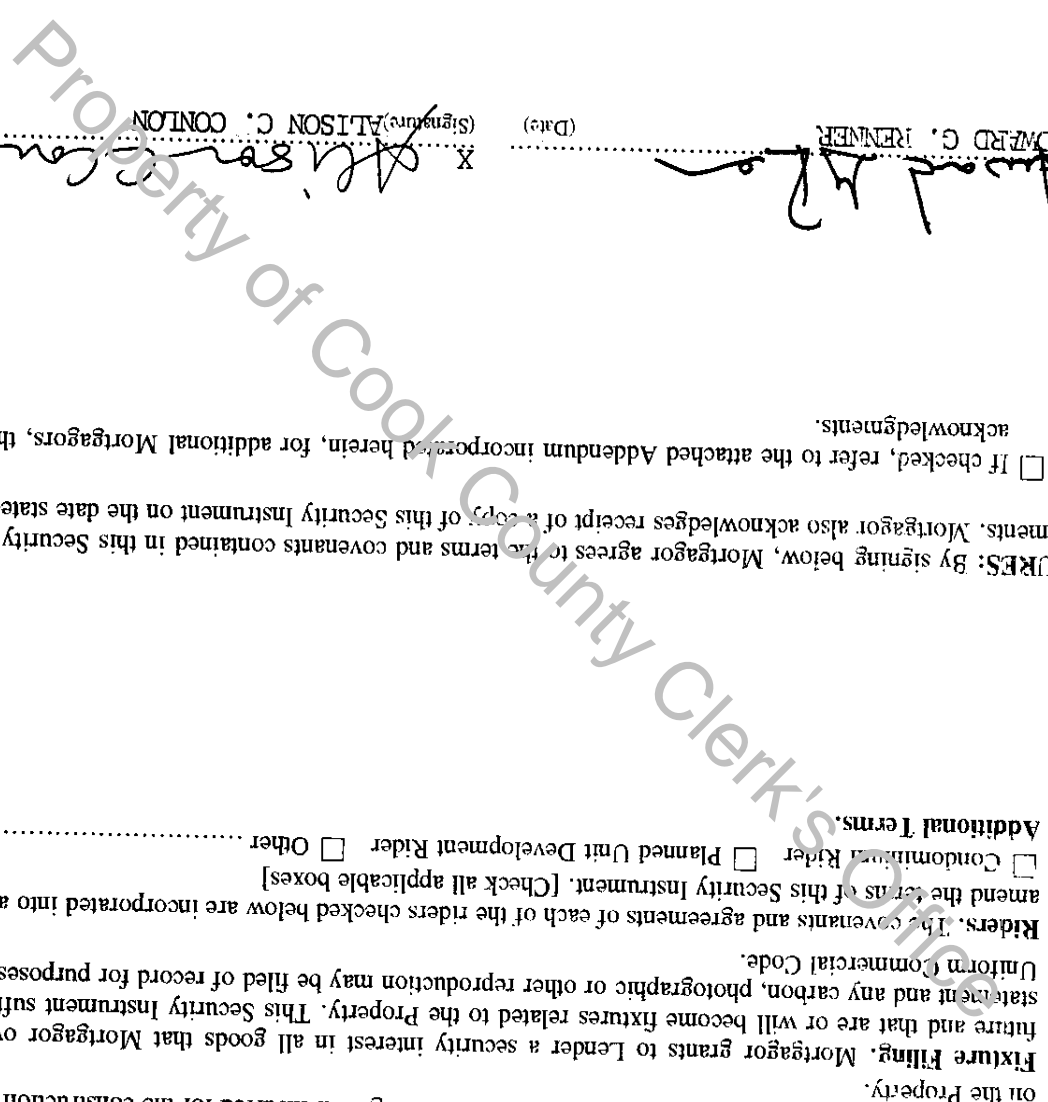 on the Property.
Fixture Filing. Mortgagor grants to Lender a security interest in all goods that Mortgagor
future and that are or will become fixtures related to the Property. This Security Instrument
statement and any carbon, photographic or other reproduction may be filed of record for purposes
Uniform Commercial Code.
Riders. The covenants and agreements of each of the riders checked below are incorporated into
amend the terms of this Security Instrument. [Check all applicable boxes]
☐ Condominium Rider ☐ Planned Unit Development Rider ☐ Other ..............................
Additional Terms.
URES: By signing below, Mortgagor agrees to the terms and covenants contained in this Security
ments. Mortgagor also acknowledges receipt of a copy of this Security Instrument on the date state
☐ If checked, refer to the attached Addendum incorporated herein, for additional Mortgagors, th
acknowledgments.
X Alison C Conlon
OWARD G. RENNER (Date) (Signature) ALISON C. CONLON
Property of Cook County Clerk's Office